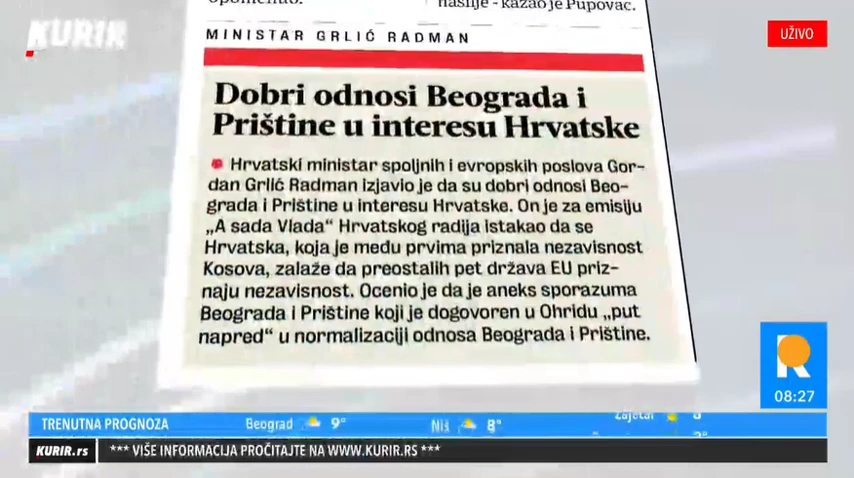 nasilje - kazao je Pupovac.
KURIR
UŽIVO
MINISTAR GRLIĆ RADMAN
Dobri odnosi Beograda i
Prištine u interesu Hrvatske
Hrvatski ministar spoljnih i evropskih poslova Gor-
dan Grlić Radman izjavio je da su dobri odnosi Beo-
grada i Prištine u interesu Hrvatske. On je za emisiju
„A sada Vlada“ Hrvatskog radija istakao da se
Hrvatska, koja je među prvima priznala nezavisnost
Kosova, zalaže da preostalih pet država EU priz-
naju nezavisnost. Ocenio je da je aneks sporazuma
Beograda i Prištine koji je dogovoren u Ohridu „put
napred“ u normalizaciji odnosa Beograda i Prištine.
R
08:27
TRENUTNA PROGNOZA
Beograd 9°
Niš 8°
KURIR.rs
*** VIŠE INFORMACIJA PROČITAJTE NA WWW.KURIR.RS ***